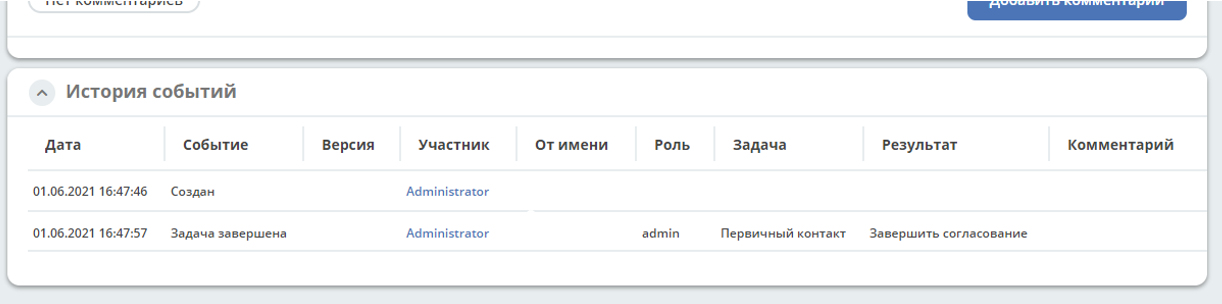 Нет комментариев
Добавить комментарий
История событий
Дата Событие Версия Участник От имени Роль Задача Результат Комментарий
01.06.2021 16:47:46 Создан Administrator
01.06.2021 16:47:57 Задача завершена Administrator admin Первичный контакт Завершить согласование